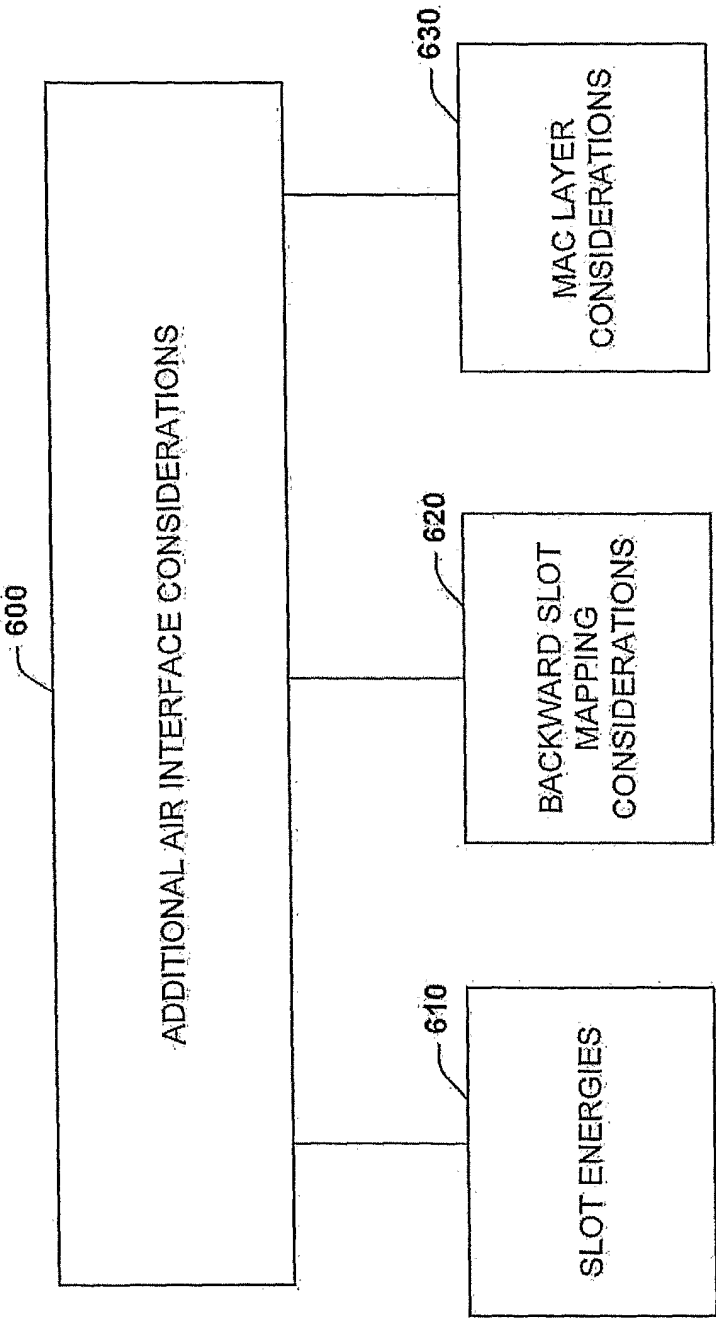 600
ADDITIONAL AIR INTERFACE CONSIDERATIONS
610
SLOT ENERGIES
620
BACKWARD SLOT
MAPPING
CONSIDERATIONS
630
MAC LAYER
CONSIDERATIONS